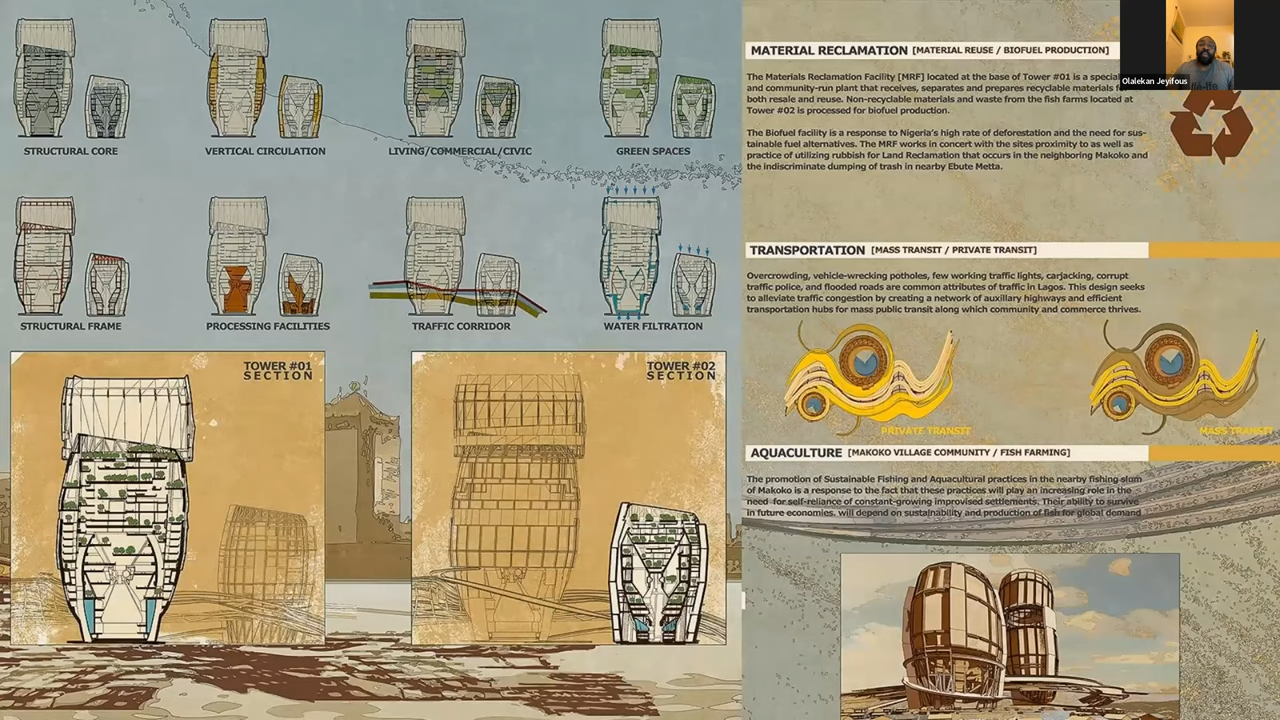 STRUCTURAL CORE
VERTICAL CIRCULATION
LIVING/COMMERCIAL/CIVIC
GREEN SPACES
STRUCTURAL FRAME
PROCESSING FACILITIES
TRAFFIC CORRIDOR
WATER FILTRATION
TOWER #01
SECTION
TOWER #02
SECTION
MATERIAL RECLAMATION [MATERIAL REUSE / BIOFUEL PRODUCTION]
The Materials Reclamation Facility [MRF] located at the base of Tower #01 is a
and community-run plant that receives, separates and prepares recyclable materials
both resale and reuse. Non-recyclable materials and waste from the fish farms located at
Tower #02 is processed for biofuel production.
The Biofuel facility is a response to Nigeria's high rate of deforestation and the need for sus-
tainable fuel alternatives. The MRF works in concert with the sites proximity to as well as
practice of utilizing rubbish for Land Reclamation that occurs in the neighboring Makoko and
the indiscriminate dumping of trash in nearby Ebute Metta.
Olalekan Jeyifous
TRANSPORTATION [MASS TRANSIT / PRIVATE TRANSIT]
Overcrowding, vehicle-wrecking potholes, few working traffic lights, carjacking, corrupt
traffic police, and flooded roads are common attributes of traffic in Lagos. This design seeks
to alleviate traffic congestion by creating a network of auxillary highways and efficient
transportation hubs for mass public transit along which community and commerce thrives.
PRIVATE TRANSIT
MASS TRANSIT
AQUACULTURE [MAKOKO VILLAGE COMMUNITY / FISH FARMING]
The promotion of Sustainable Fishing and Aquacultural practices in the nearby fishing slum
of Makoko is a response to the fact that these practices will play an increasing role in the
need for self-reliance of constant-growing improvised settlements. Their ability to survive
in future economies. will depend on sustainability and production of fish for global demand